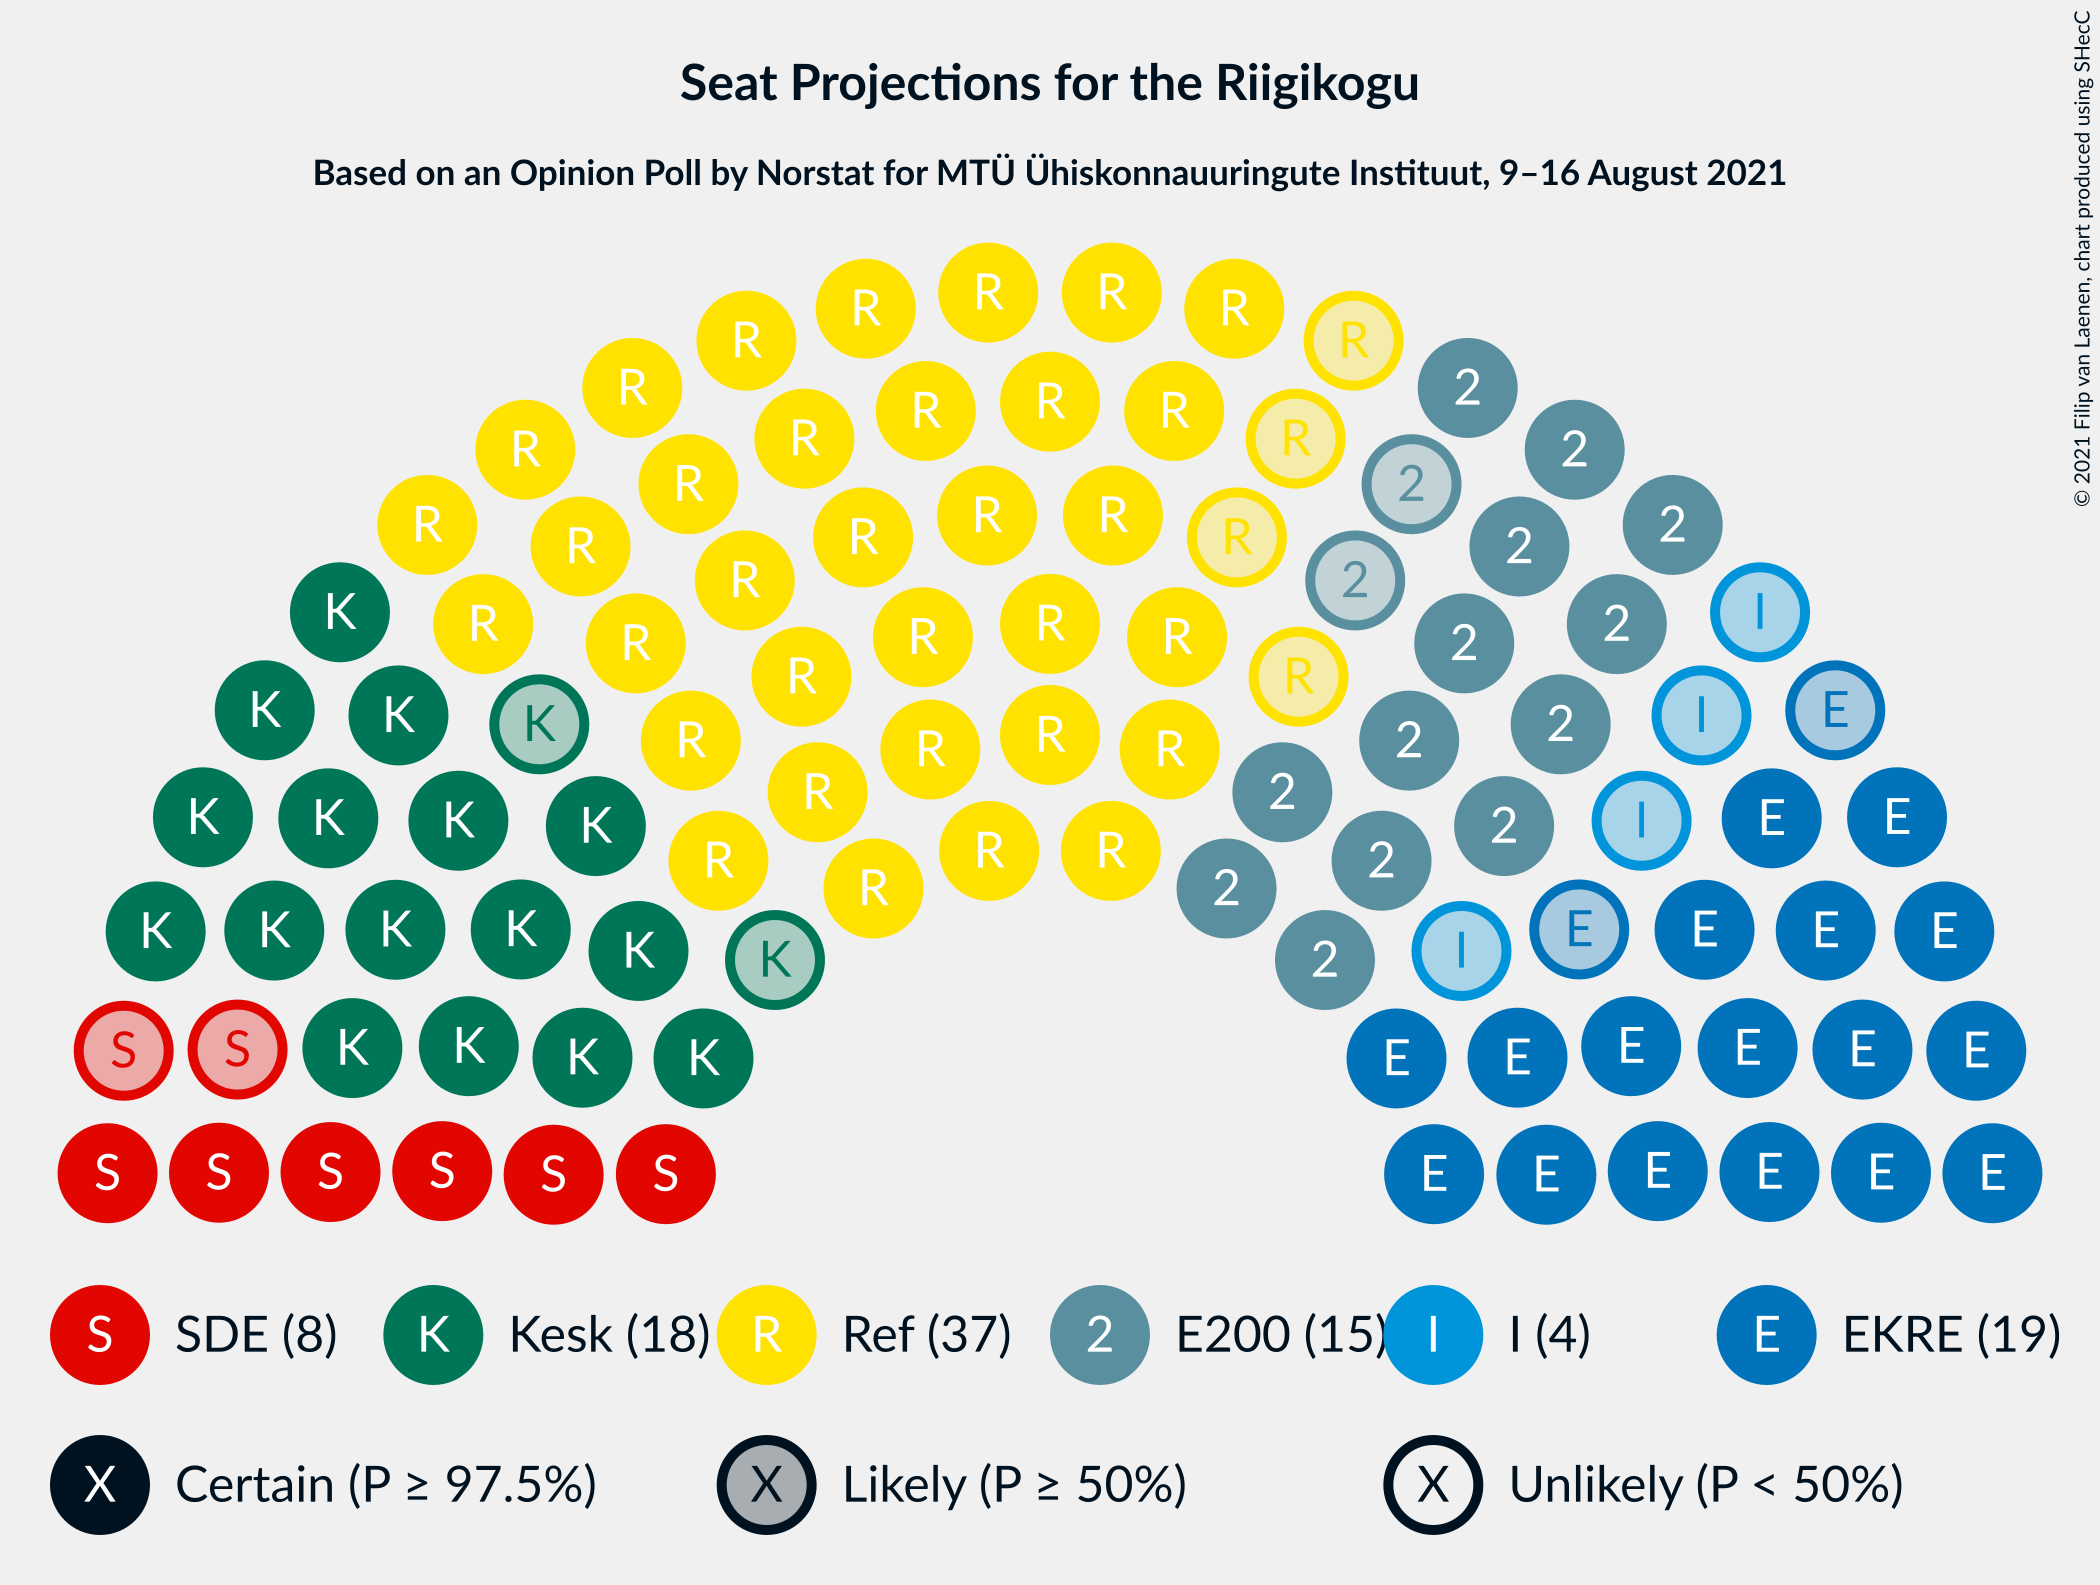 Seat Projections for the Riigikogu
Based on an Opinion Poll by Norstat for MTÜ Ühiskonnauuringute Instituut, 9–16 August 2021
© 2021 Filip van Laenen, chart produced using SHecC
R R R R R
R R 2
R R R R R 2
R R 2
R R R R R 2 2
R R 2
K R R R R 2 2 I
K K K R R R R R 2 2 I E
K K K K R R 2 2 2 I E E
K K K K K R R R R 2 2 I E E E E
K K
2
S S K K K K E E E E E E
S S S S S S E E E E E E
S SDE (8) K Kesk (18) R Ref (37) 2 E200 (15) I I (4) E EKRE (19)
X Certain (P ≥ 97.5%) X Likely (P ≥ 50%) X Unlikely (P < 50%)